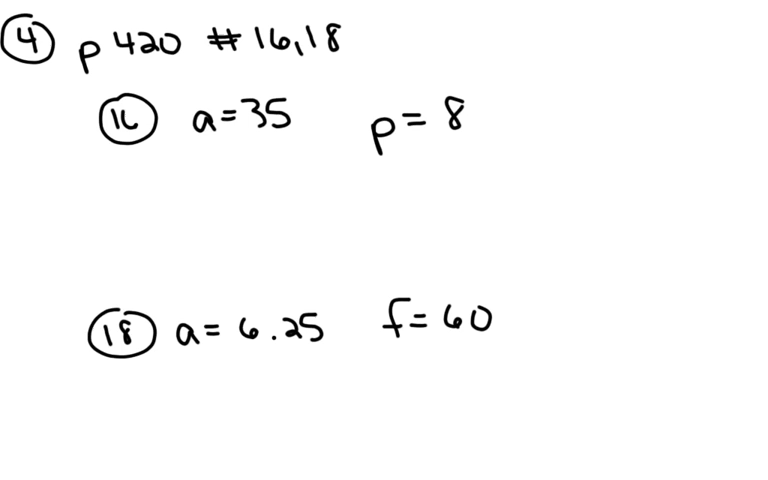 ④ p 420 # 16, 18
⑯ a = 35 p = 8
⑱ a = 6.25 f = 60